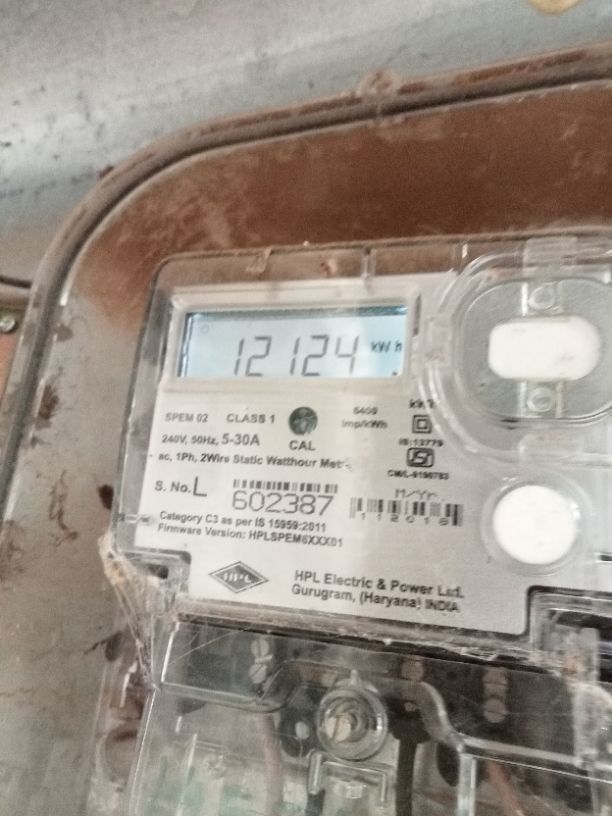 12124 kWh
SPEM 02 CLASS 1 6400
240V, 50Hz, 5-30A CAL imp/kWh IS:13779
ac, 1Ph, 2Wire Static Watthour Meter
S. No. L 602387 M/Yr
112018
Category C3 as per IS 15959:2011
Firmware Version: HPLSPEM6XXX01
HPL
HPL Electric & Power Ltd.
Gurugram, (Haryana) INDIA